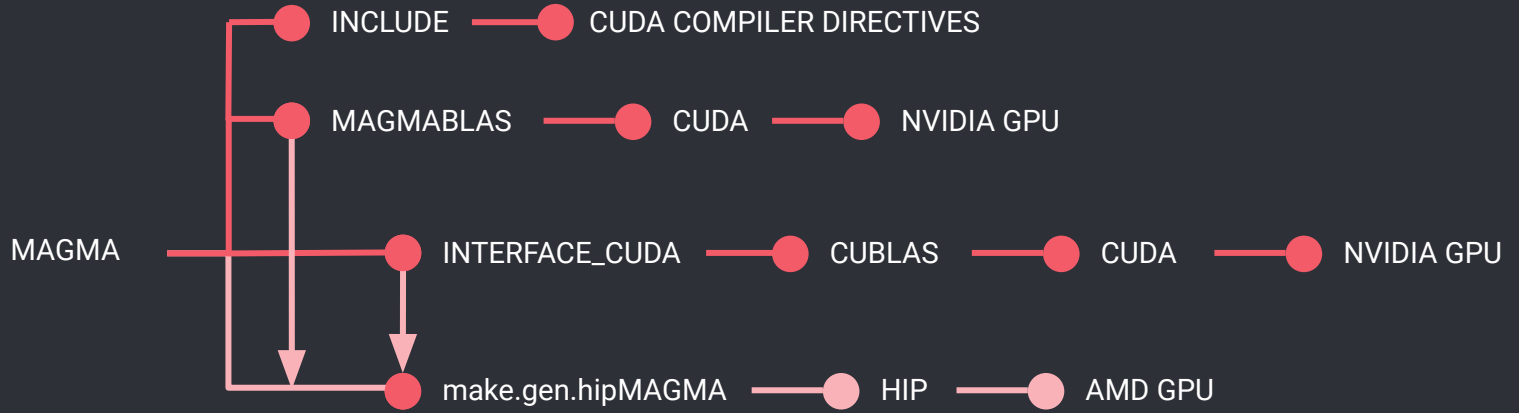 INCLUDE CUDA COMPILER DIRECTIVES
MAGMABLAS CUDA NVIDIA GPU
MAGMA INTERFACE_CUDA CUBLAS CUDA NVIDIA GPU
make.gen.hipMAGMA HIP AMD GPU